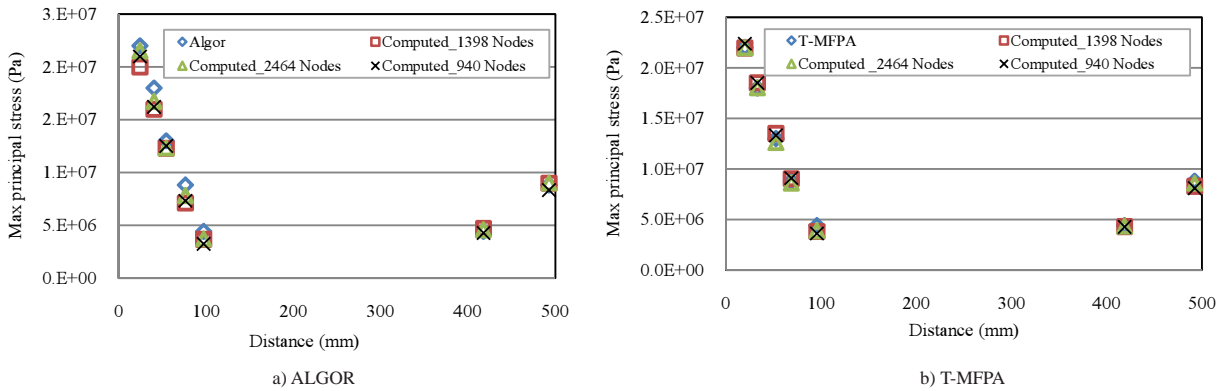 3.E+07
2.E+07
2.E+07
1.E+07
5.E+06
0.E+00
Max principal stress (Pa)
Algor
Computed_1398 Nodes
Computed_2464 Nodes
Computed_940 Nodes
0 100 200 300 400 500
Distance (mm)
a) ALGOR
2.5E+07
2.0E+07
1.5E+07
1.0E+07
5.0E+06
0.0E+00
Max principal stress (Pa)
T-MFPA
Computed_1398 Nodes
Computed _2464 Nodes
Computed_940 Nodes
0 100 200 300 400 500
Distance (mm)
b) T-MFPA